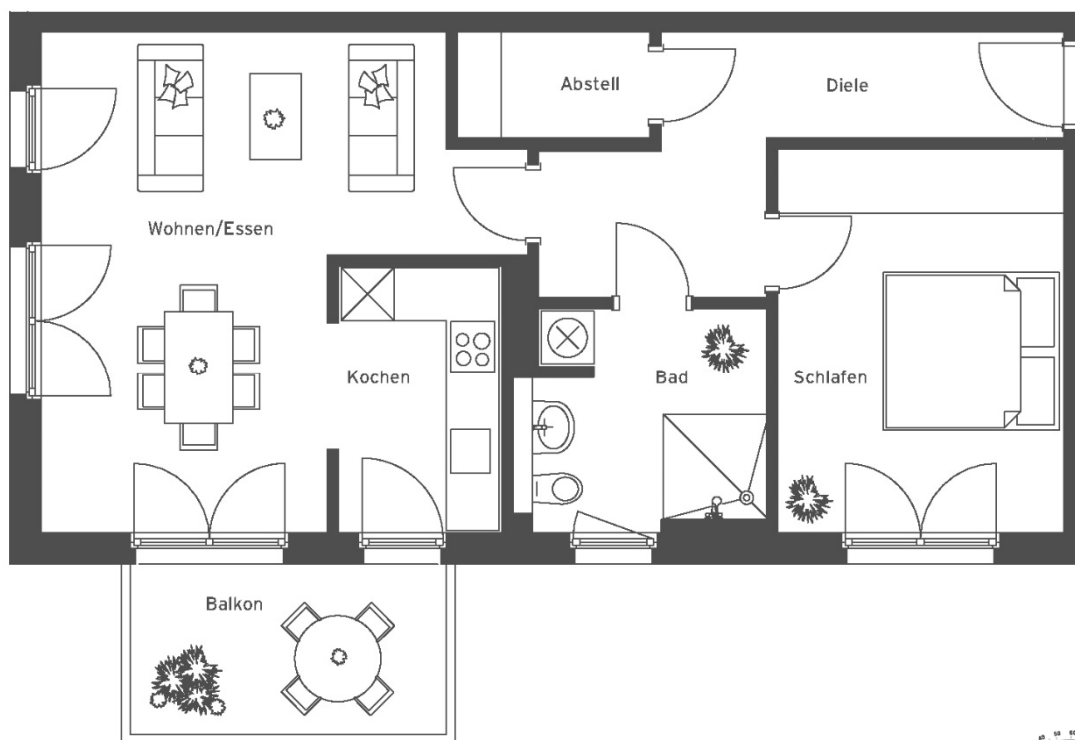 Abstell
Diele
Wohnen/Essen
Kochen
Bad
Schlafen
Balkon